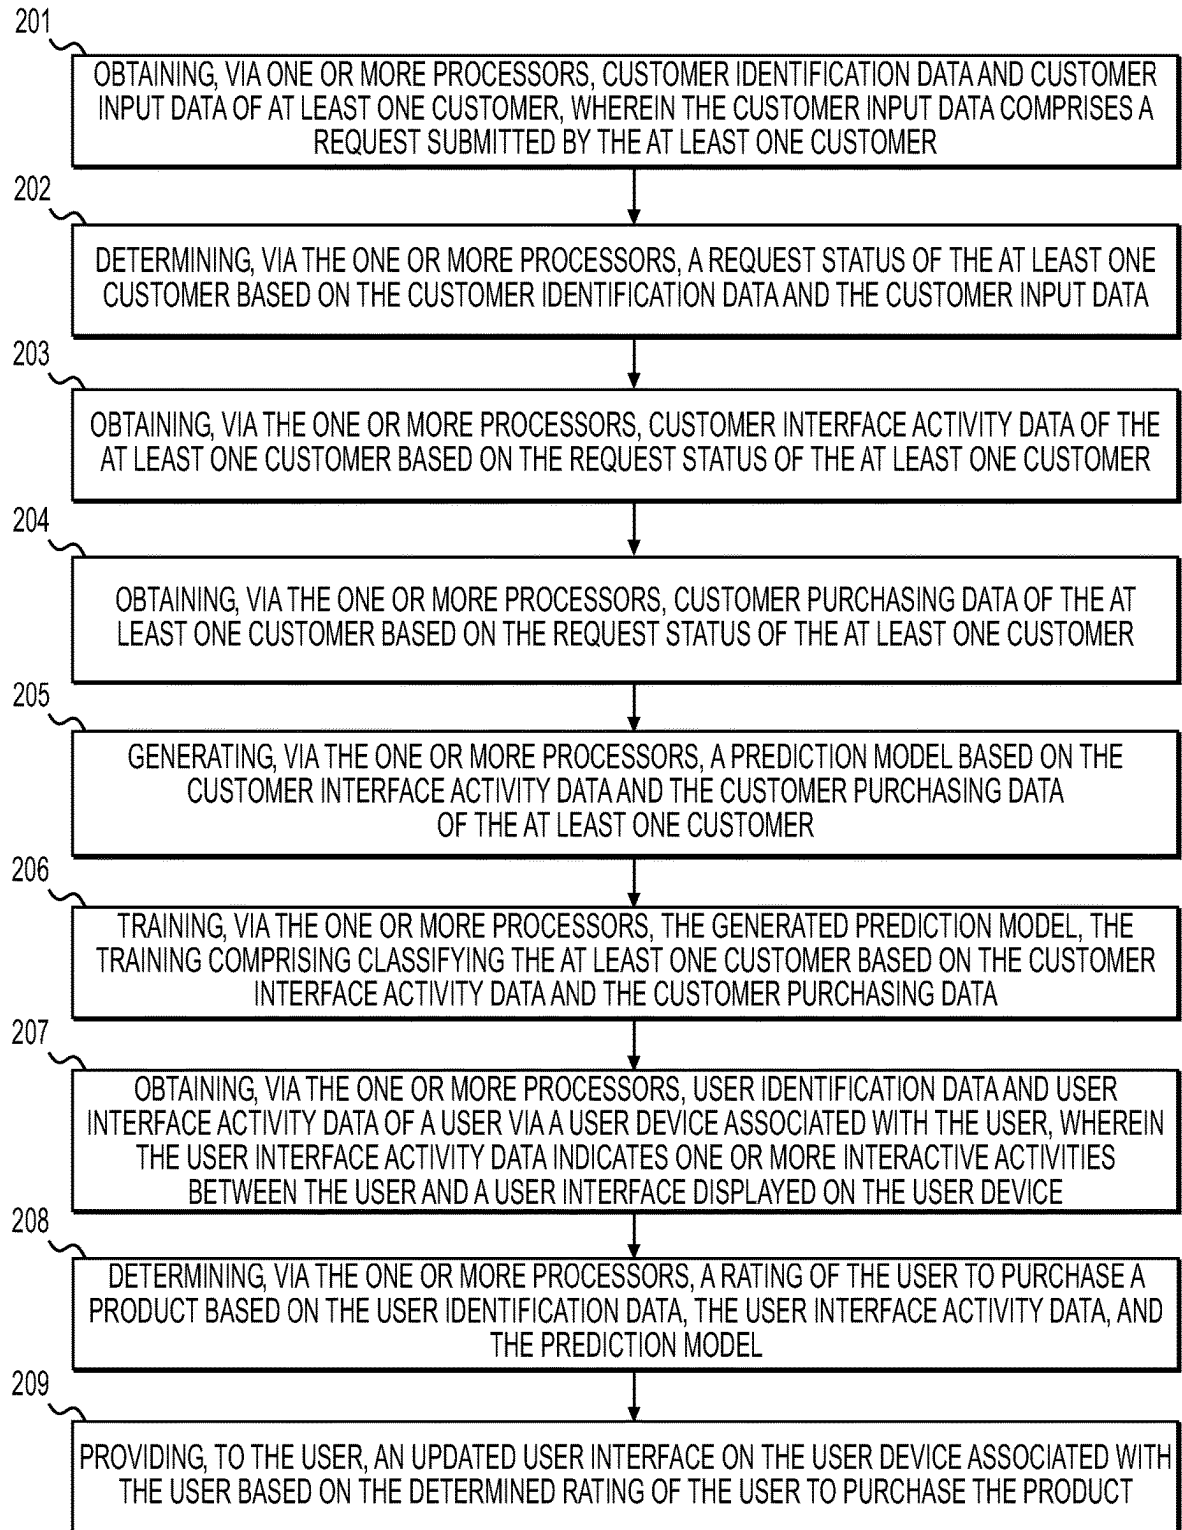 201
OBTAINING, VIA ONE OR MORE PROCESSORS, CUSTOMER IDENTIFICATION DATA AND CUSTOMER
INPUT DATA OF AT LEAST ONE CUSTOMER, WHEREIN THE CUSTOMER INPUT DATA COMPRISES A
REQUEST SUBMITTED BY THE AT LEAST ONE CUSTOMER
202
DETERMINING, VIA THE ONE OR MORE PROCESSORS, A REQUEST STATUS OF THE AT LEAST ONE
CUSTOMER BASED ON THE CUSTOMER IDENTIFICATION DATA AND THE CUSTOMER INPUT DATA
203
OBTAINING, VIA THE ONE OR MORE PROCESSORS, CUSTOMER INTERFACE ACTIVITY DATA OF THE
AT LEAST ONE CUSTOMER BASED ON THE REQUEST STATUS OF THE AT LEAST ONE CUSTOMER
204
OBTAINING, VIA THE ONE OR MORE PROCESSORS, CUSTOMER PURCHASING DATA OF THE AT
LEAST ONE CUSTOMER BASED ON THE REQUEST STATUS OF THE AT LEAST ONE CUSTOMER
205
GENERATING, VIA THE ONE OR MORE PROCESSORS, A PREDICTION MODEL BASED ON THE
CUSTOMER INTERFACE ACTIVITY DATA AND THE CUSTOMER PURCHASING DATA
OF THE AT LEAST ONE CUSTOMER
206
TRAINING, VIA THE ONE OR MORE PROCESSORS, THE GENERATED PREDICTION MODEL, THE
TRAINING COMPRISING CLASSIFYING THE AT LEAST ONE CUSTOMER BASED ON THE CUSTOMER
INTERFACE ACTIVITY DATA AND THE CUSTOMER PURCHASING DATA
207
OBTAINING, VIA THE ONE OR MORE PROCESSORS, USER IDENTIFICATION DATA AND USER
INTERFACE ACTIVITY DATA OF A USER VIA A USER DEVICE ASSOCIATED WITH THE USER, WHEREIN
THE USER INTERFACE ACTIVITY DATA INDICATES ONE OR MORE INTERACTIVE ACTIVITIES
BETWEEN THE USER AND A USER INTERFACE DISPLAYED ON THE USER DEVICE
208
DETERMINING, VIA THE ONE OR MORE PROCESSORS, A RATING OF THE USER TO PURCHASE A
PRODUCT BASED ON THE USER IDENTIFICATION DATA, THE USER INTERFACE ACTIVITY DATA, AND
THE PREDICTION MODEL
209
PROVIDING, TO THE USER, AN UPDATED USER INTERFACE ON THE USER DEVICE ASSOCIATED WITH
THE USER BASED ON THE DETERMINED RATING OF THE USER TO PURCHASE THE PRODUCT